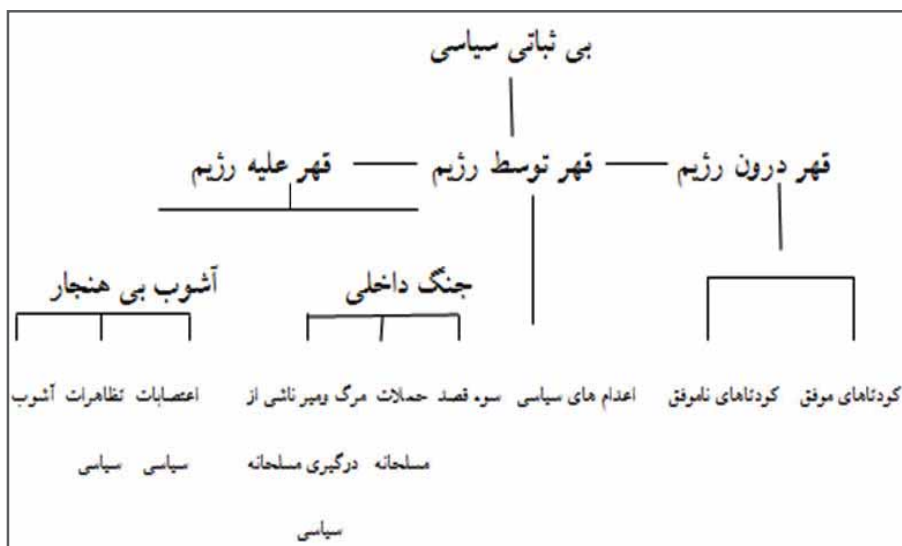 بی ثباتی سیاسی
قهر درون رژیم
قهر توسط رژیم
قهر علیه رژیم
جنگ داخلی
آشوب بی هنجار
کودتاهای موفق
کودتاهای ناموفق
اعدام های سیاسی
سوء قصد
حملات
مسلحانه
مرگ ومیر ناشی از
درگیری مسلحانه
سیاسی
اعتصابات
سیاسی
تظاهرات
سیاسی
آشوب